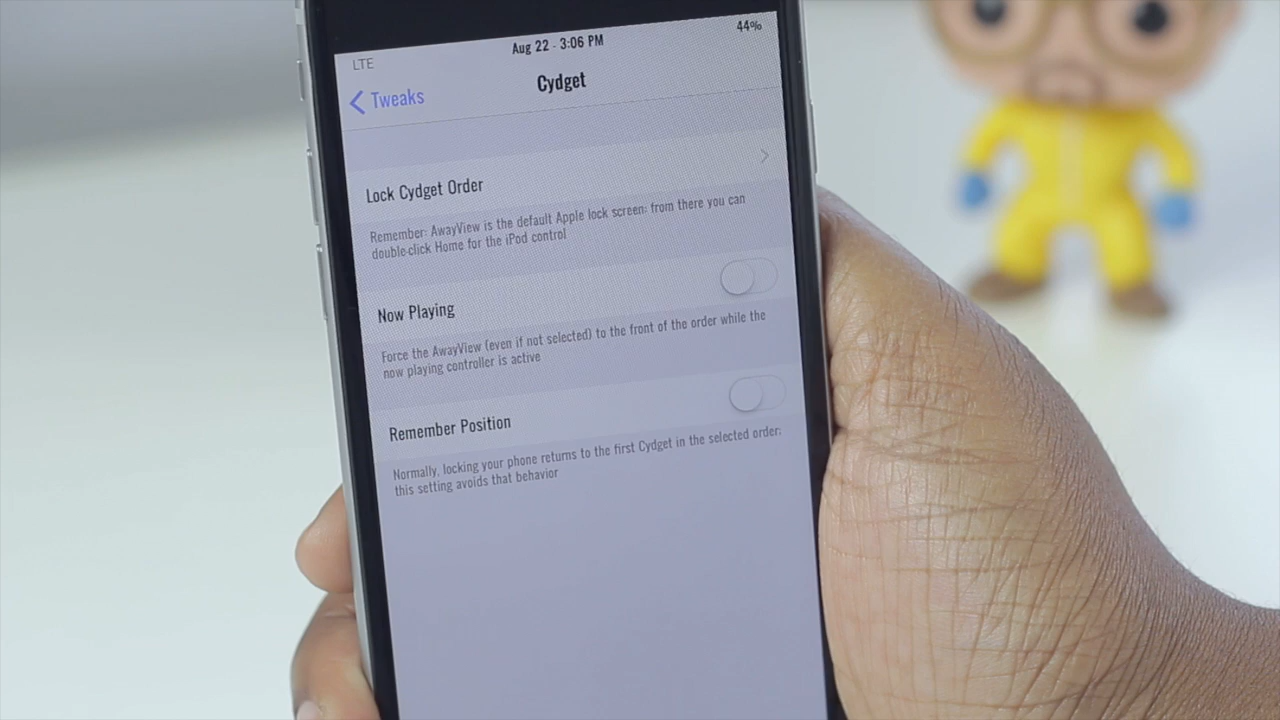 LTE
Aug 22 - 3:06 PM
44%
Tweaks
Cydget
Lock Cydget Order
Remember: AwayView is the default Apple lock screen; from there you can
double-click Home for the iPod control
Now Playing
Force the AwayView (even if not selected) to the front of the order while the
now playing controller is active
Remember Position
Normally, locking your phone returns to the first Cydget in the selected order;
this setting avoids that behavior